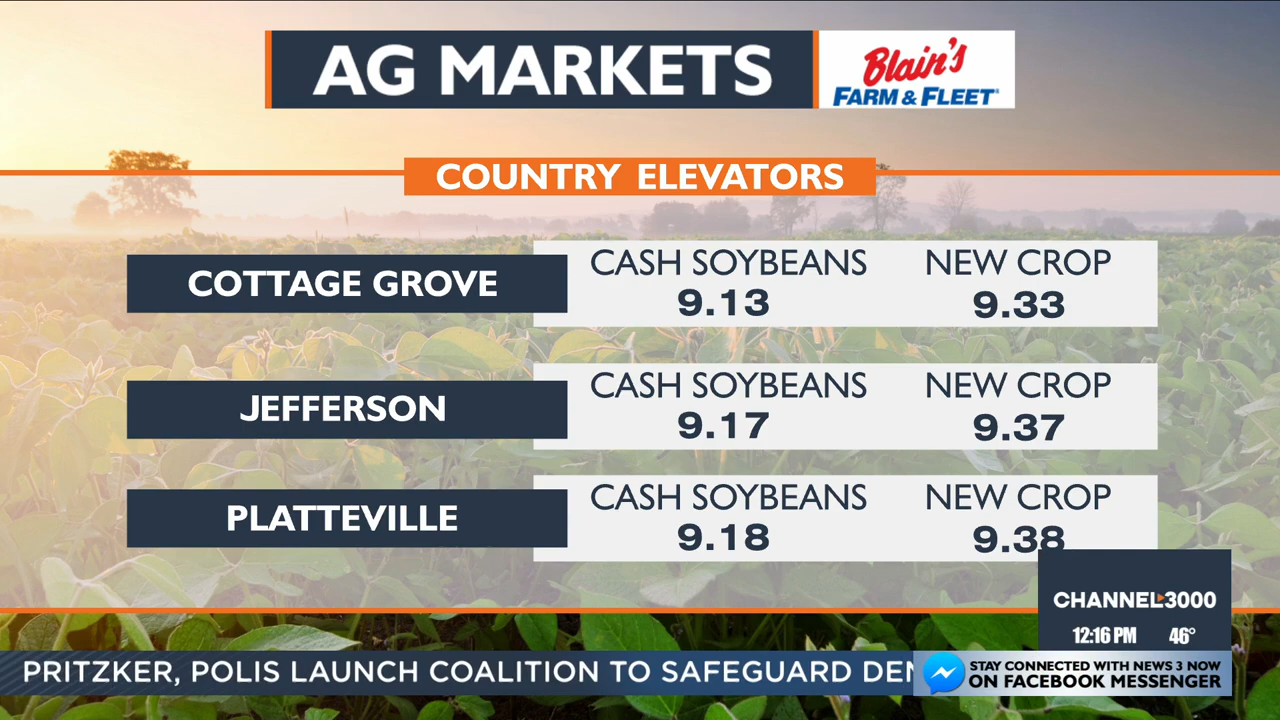 AG MARKETS
Blain's
FARM & FLEET
COUNTRY ELEVATORS
COTTAGE GROVE
CASH SOYBEANS
NEW CROP
9.13
9.33
JEFFERSON
CASH SOYBEANS
NEW CROP
9.17
9.37
PLATTEVILLE
CASH SOYBEANS
NEW CROP
9.18
9.38
CHANNEL3000
12:16 PM 46°
PRITZKER, POLIS LAUNCH COALITION TO SAFEGUARD
STAY CONNECTED WITH NEWS 3 NOW
ON FACEBOOK MESSENGER